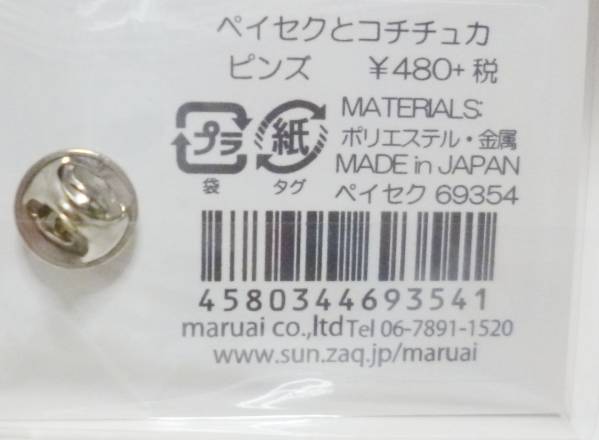 ペイセクとコチチュカ
ピンズ ¥480+税
プラ 紙 MATERIALS:
ポリエステル・金属
袋 タグ MADE in JAPAN
ペイセク 69354
4580344693541
maruai co.,ltd Tel 06-7891-1520
www.sun.zaq.jp/maruai